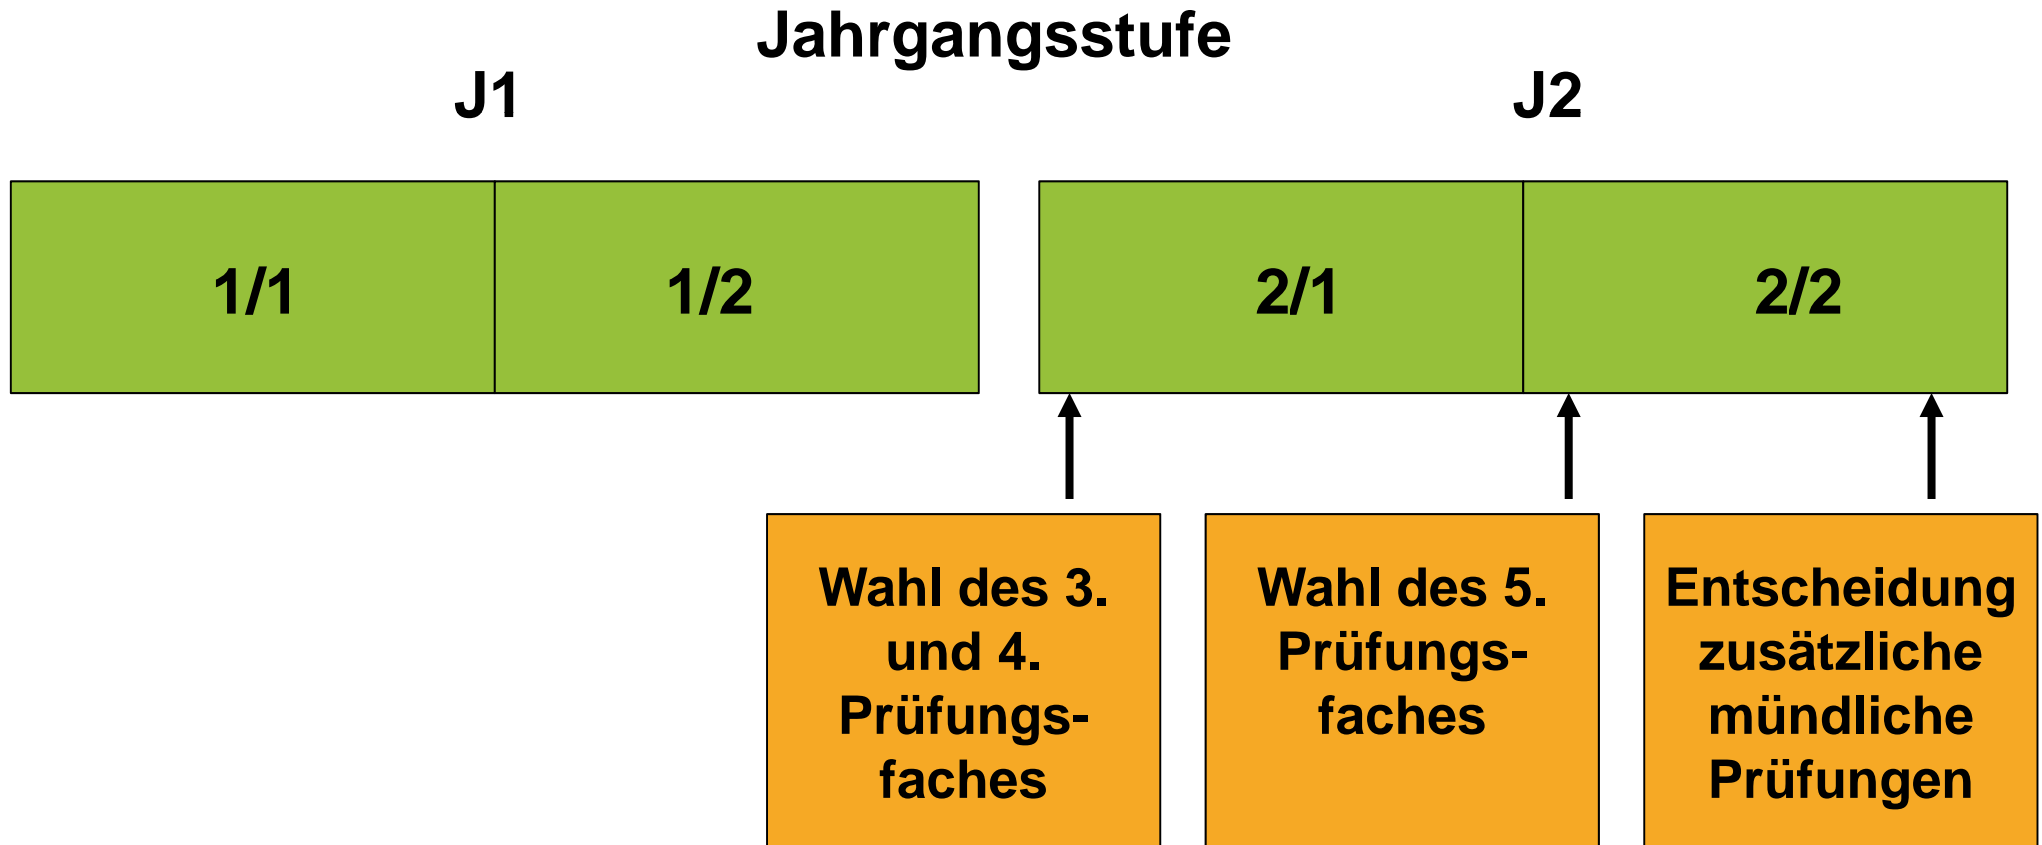 Jahrgangsstufe
J1
J2
1/1
1/2
2/1
2/2
Wahl des 3.
und 4.
Prüfungs-
faches
Wahl des 5.
Prüfungs-
faches
Entscheidung
zusätzliche
mündliche
Prüfungen